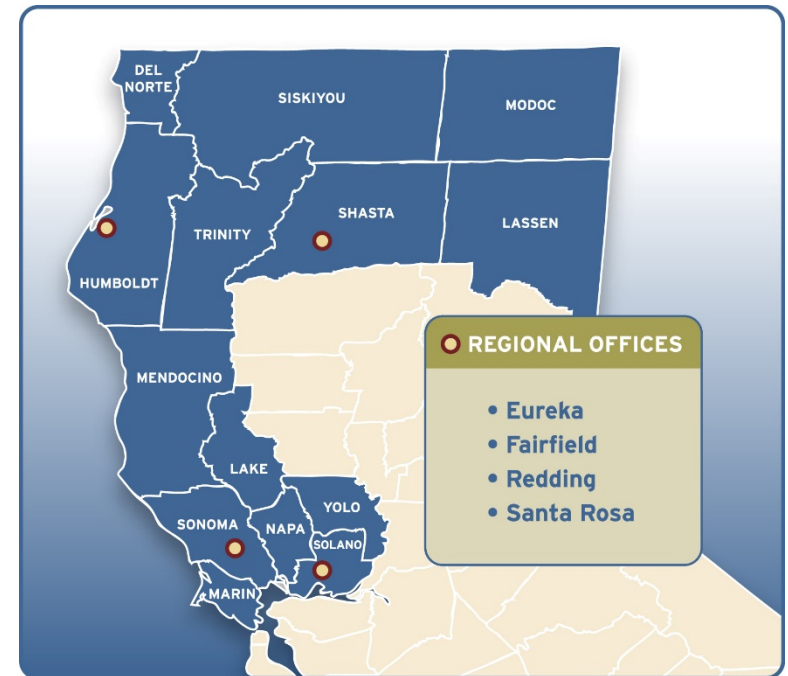 DEL
NORTE
SISKIYOU
MODOC
SHASTA
TRINITY
LASSEN
HUMBOLDT
REGIONAL OFFICES
MENDOCINO
• Eureka
• Fairfield
• Redding
• Santa Rosa
LAKE
YOLO
SONOMA
NAPA
SOLANO
MARIN